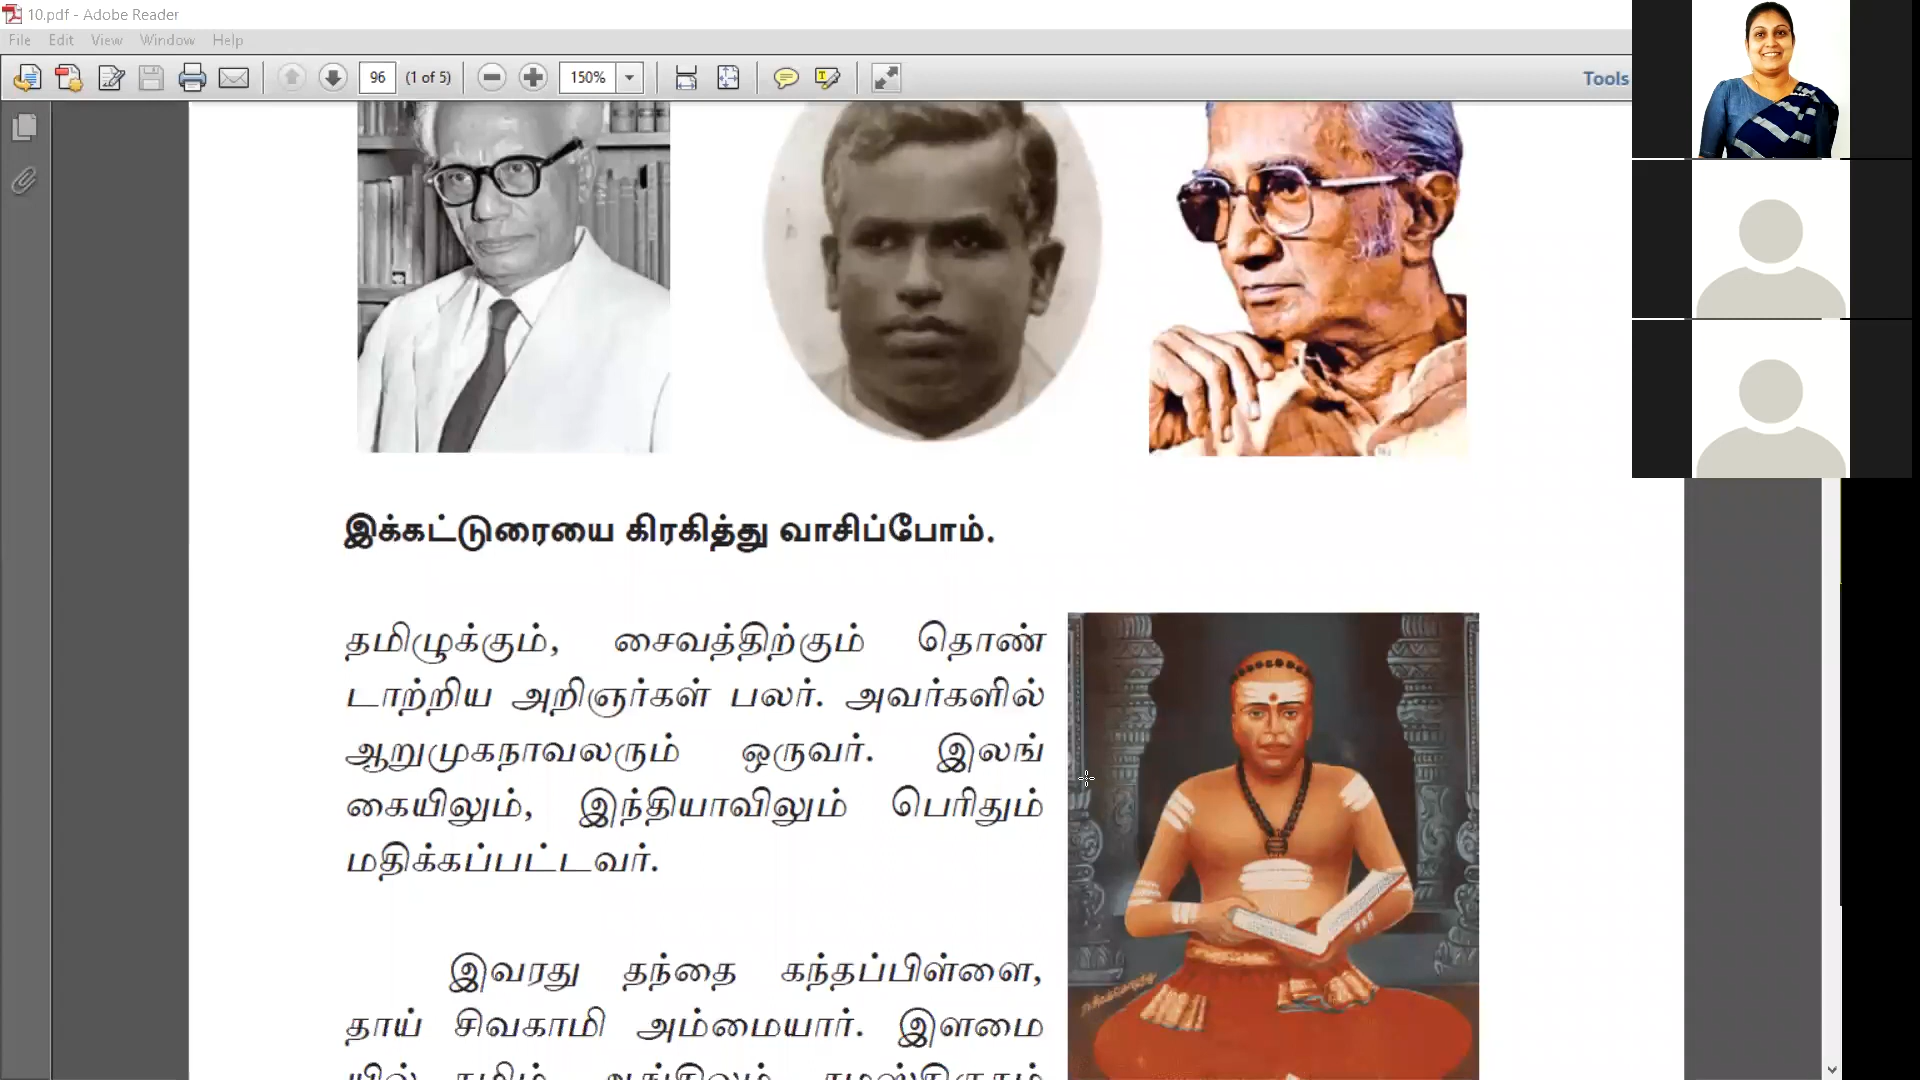 10.pdf - Adobe Reader
File Edit View Window Help
96 (1 of 5) 150% Tools
இக்கட்டுரையை கிரகித்து வாசிப்போம்.
தமிழுக்கும், சைவத்திற்கும் தொண்
டாற்றிய அறிஞர்கள் பலர். அவர்களில்
ஆறுமுகநாவலரும் ஒருவர். இலங்
கையிலும், இந்தியாவிலும் பெரிதும்
மதிக்கப்பட்டவர்.
இவரது தந்தை கந்தப்பிள்ளை,
தாய் சிவகாமி அம்மையார். இளமை